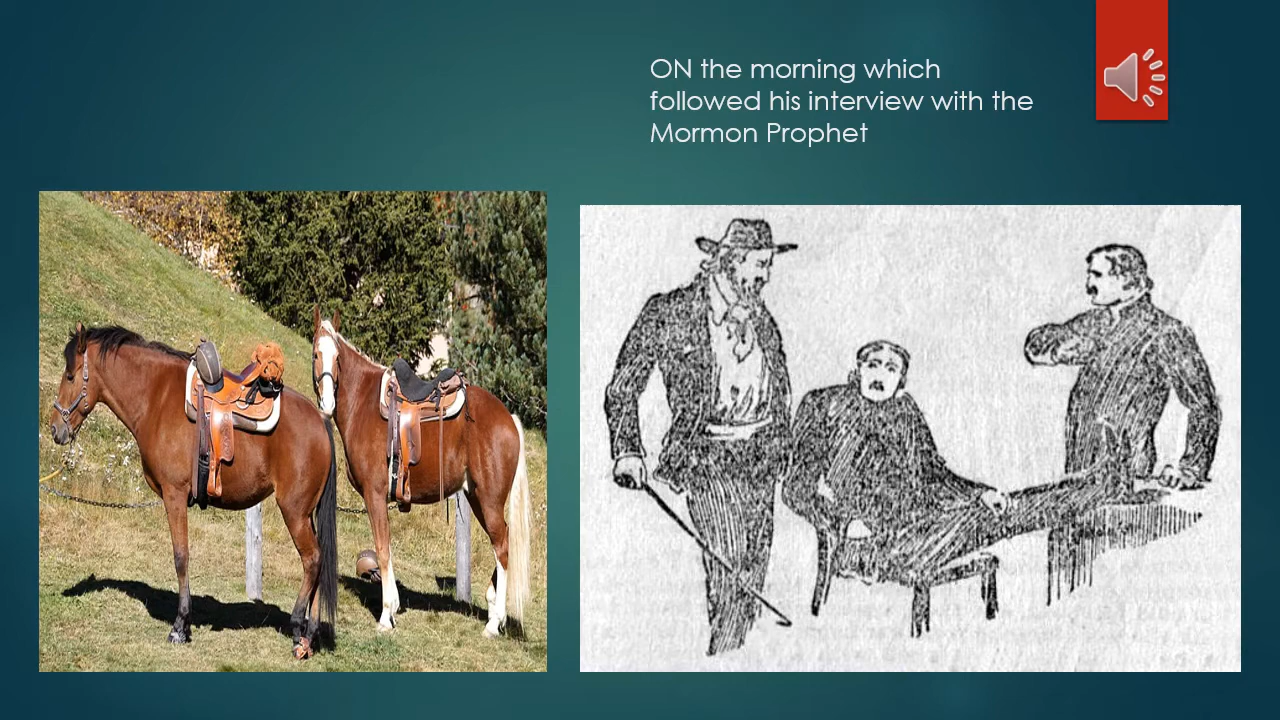 ON the morning which
followed his interview with the
Mormon Prophet